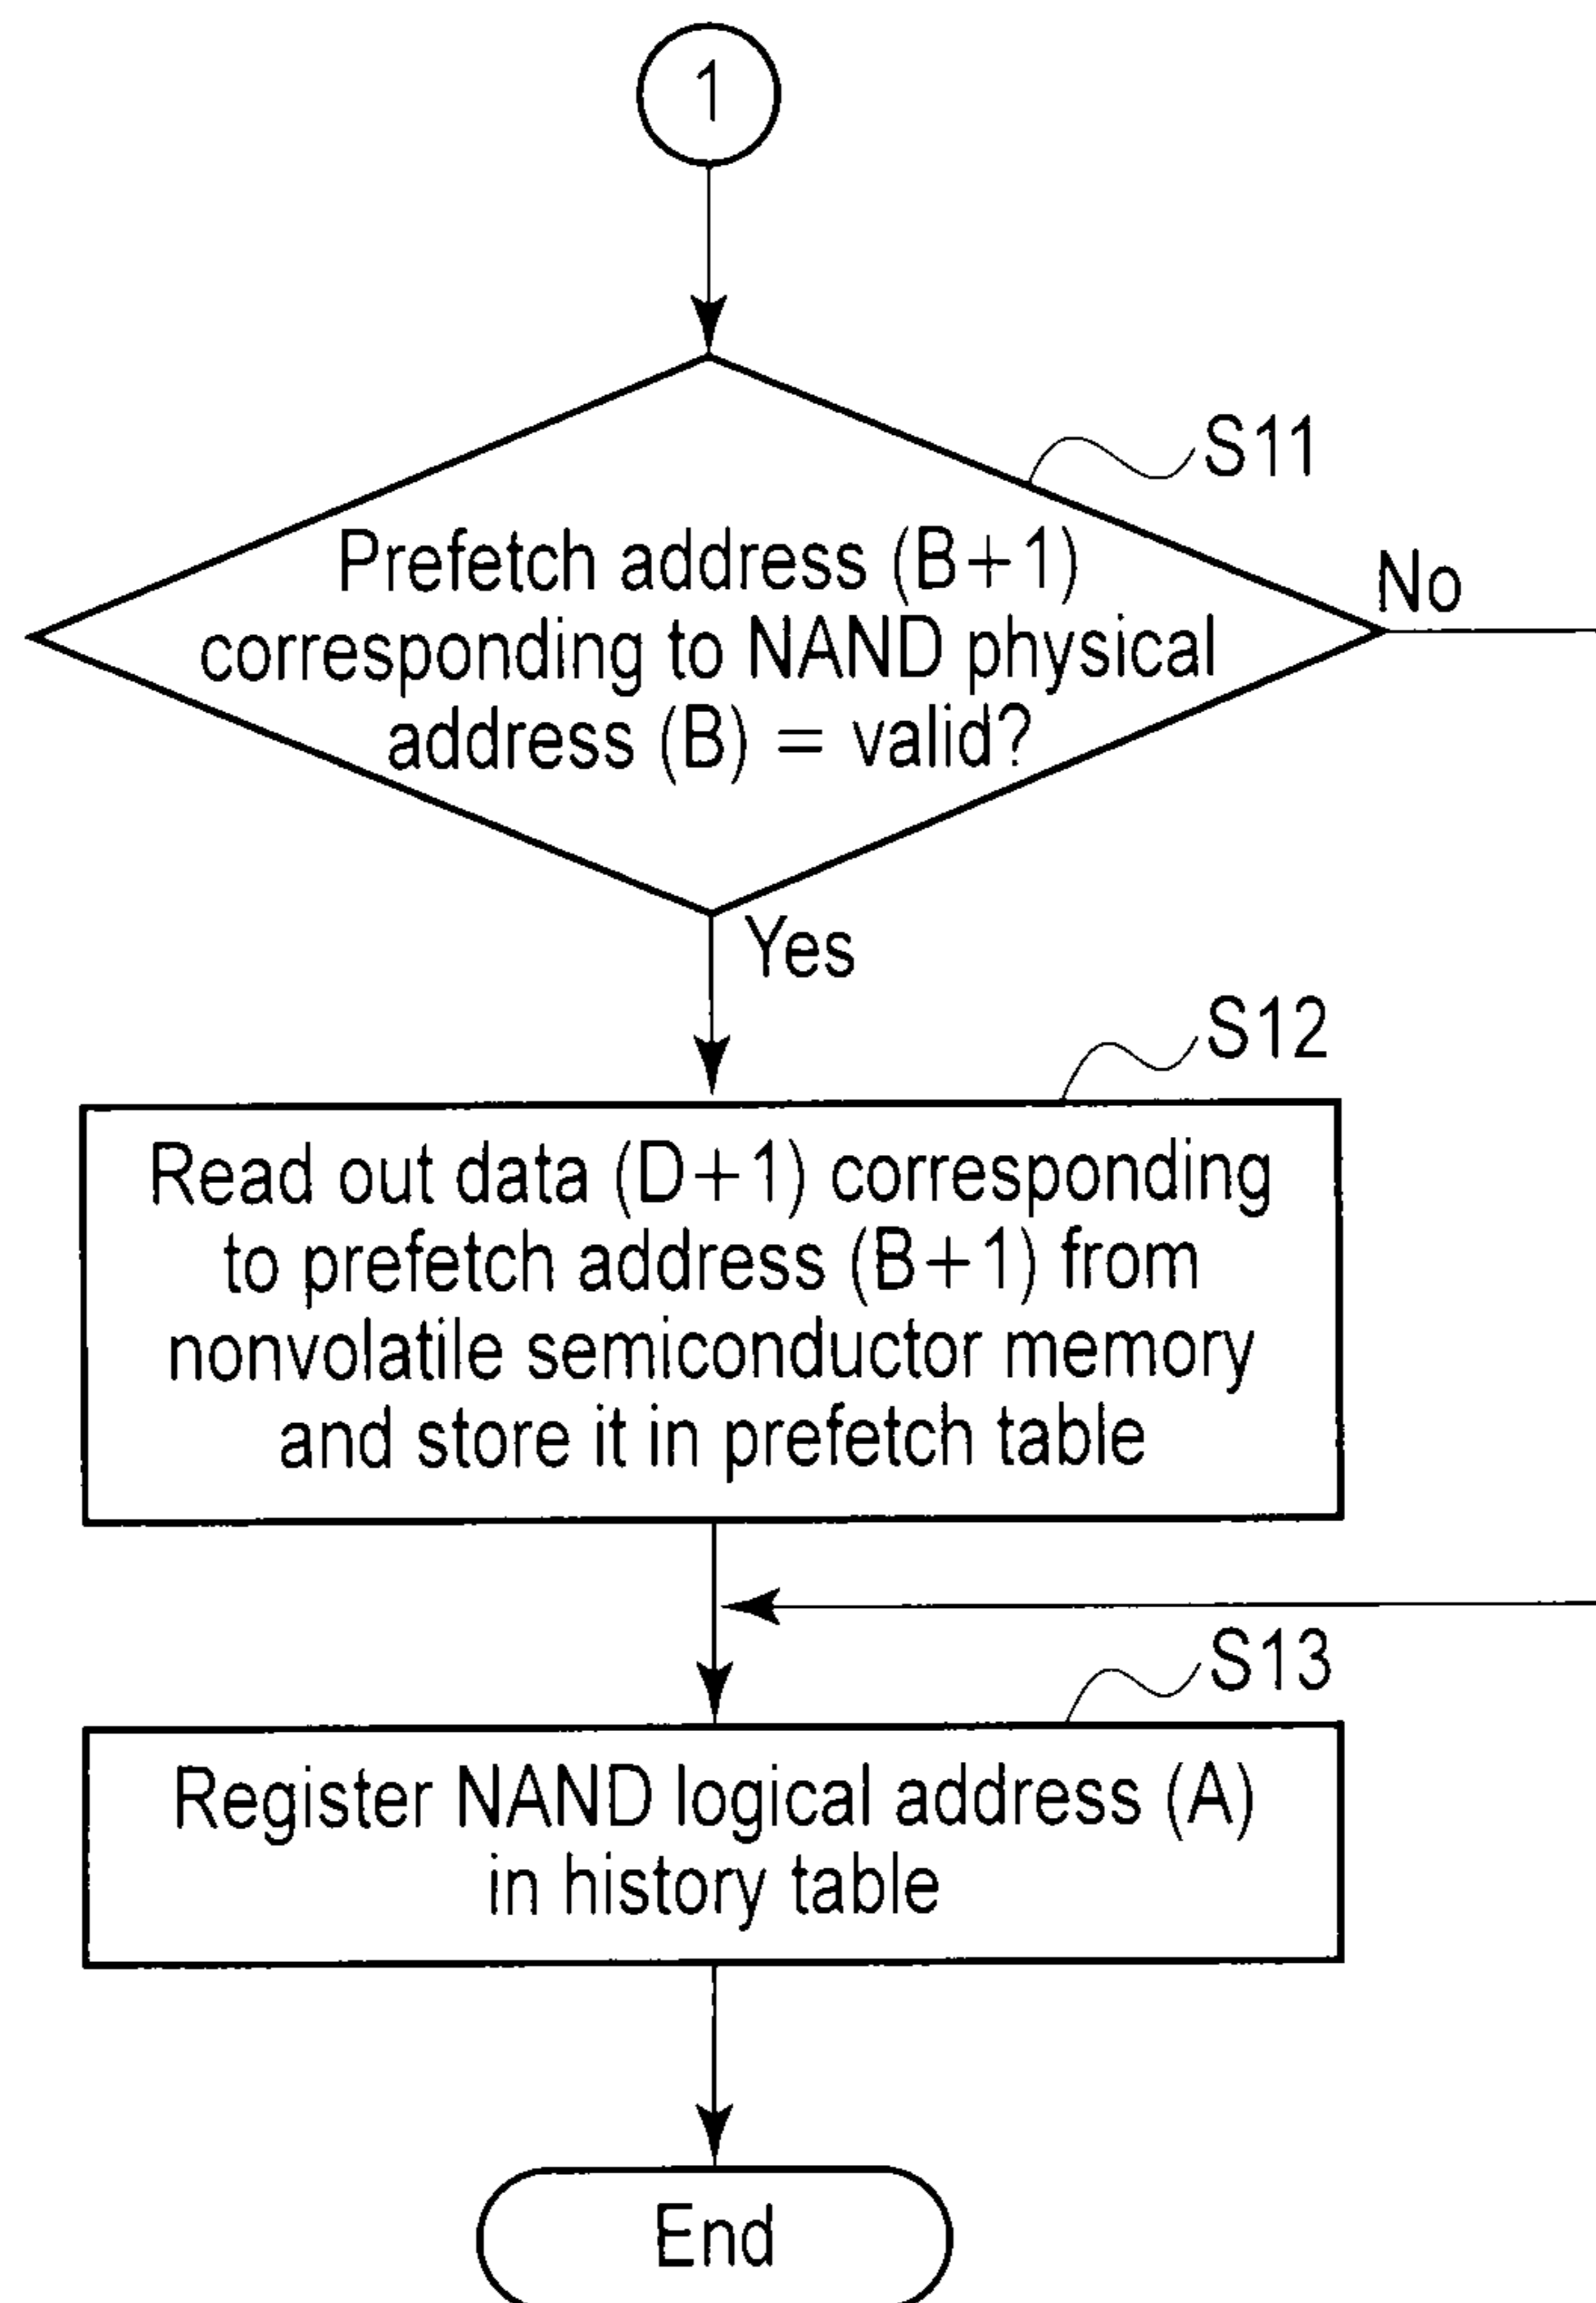 1
S11
Prefetch address (B+1)
No
corresponding to NAND physical
address (B) = valid?
Yes
S12
Read out data (D+1) corresponding
to prefetch address (B+1) from
nonvolatile semiconductor memory
and store it in prefetch table
S13
Register NAND logical address (A)
in history table
End